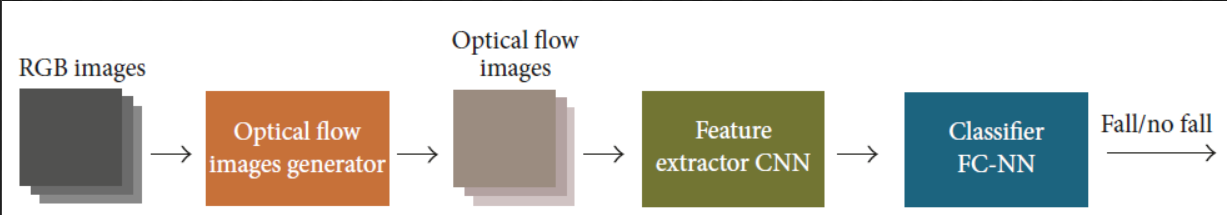 RGB images
Optical flow
images generator
Optical flow
images
Feature
extractor CNN
Classifier
FC-NN
Fall/no fall